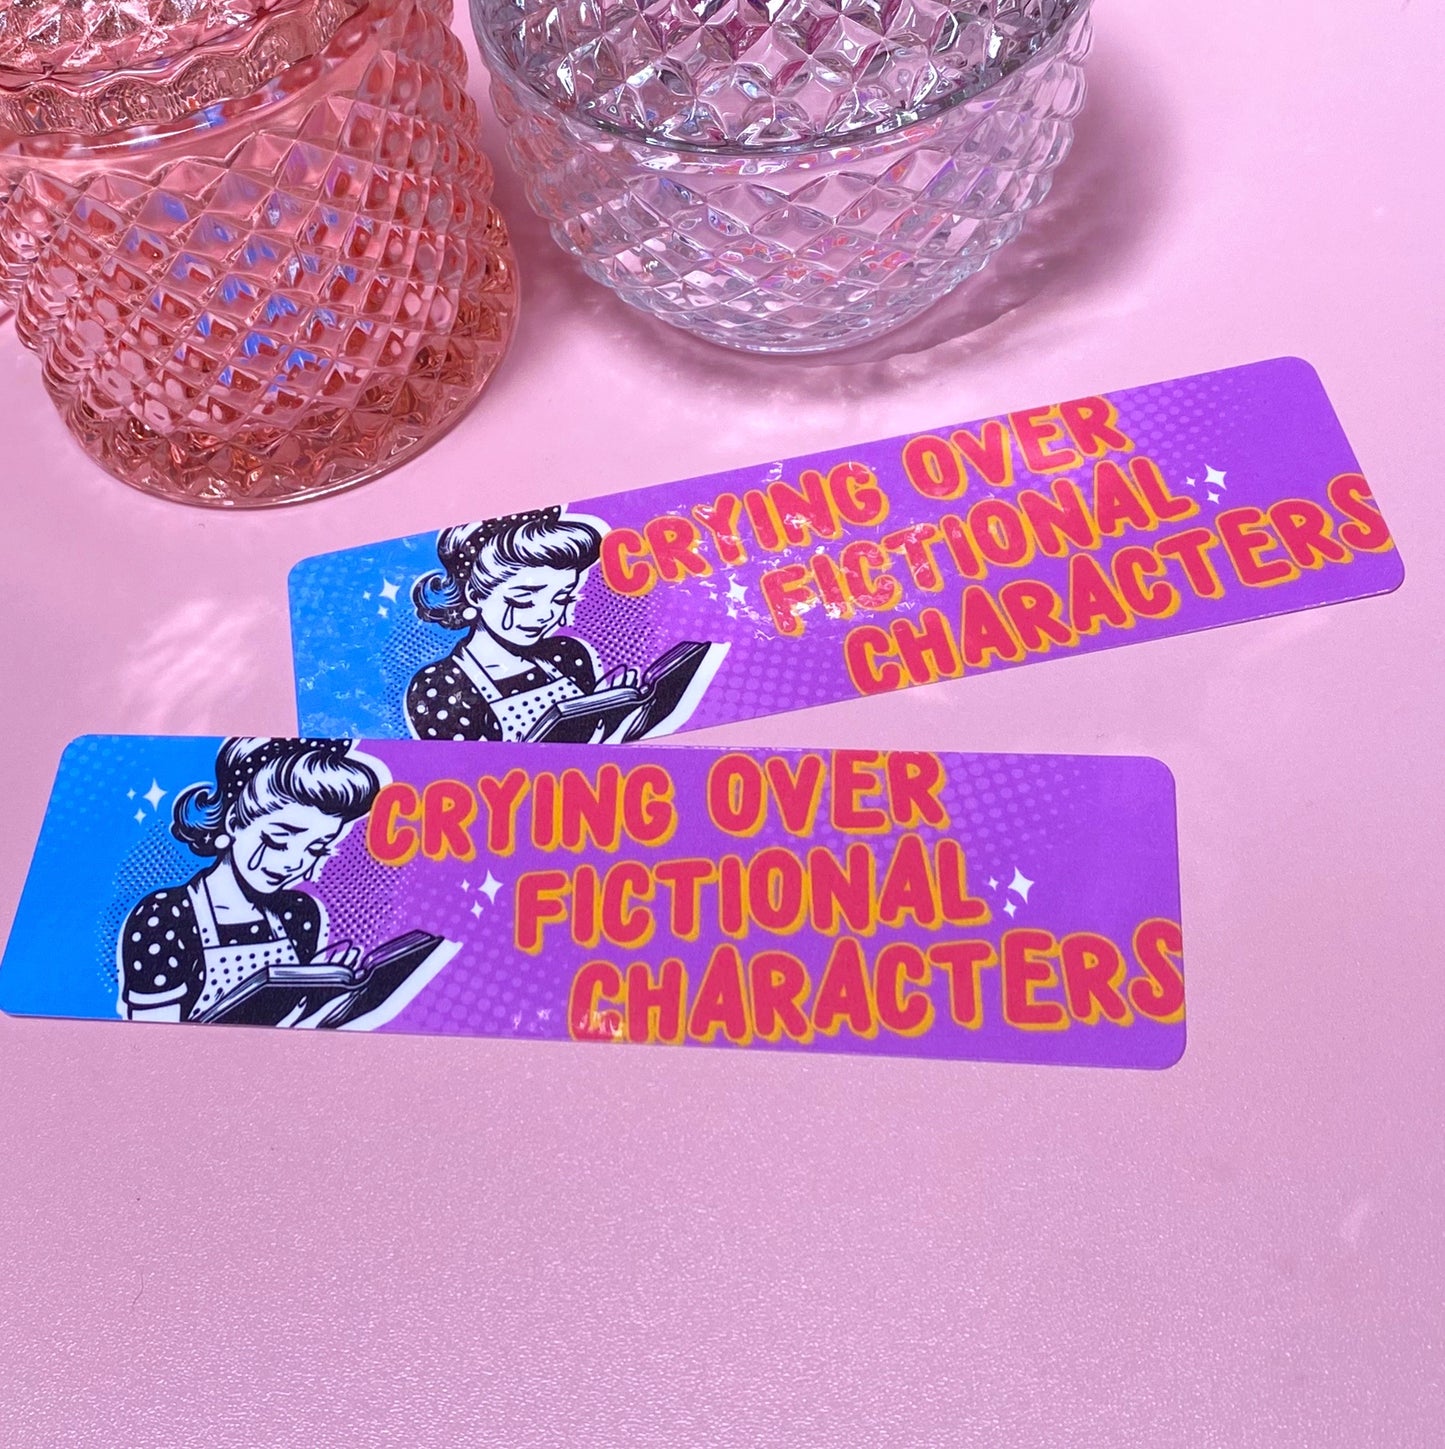 CRYING OVER
FICTIONAL
CHARACTERS
CRYING OVER
FICTIONAL
CHARACTERS